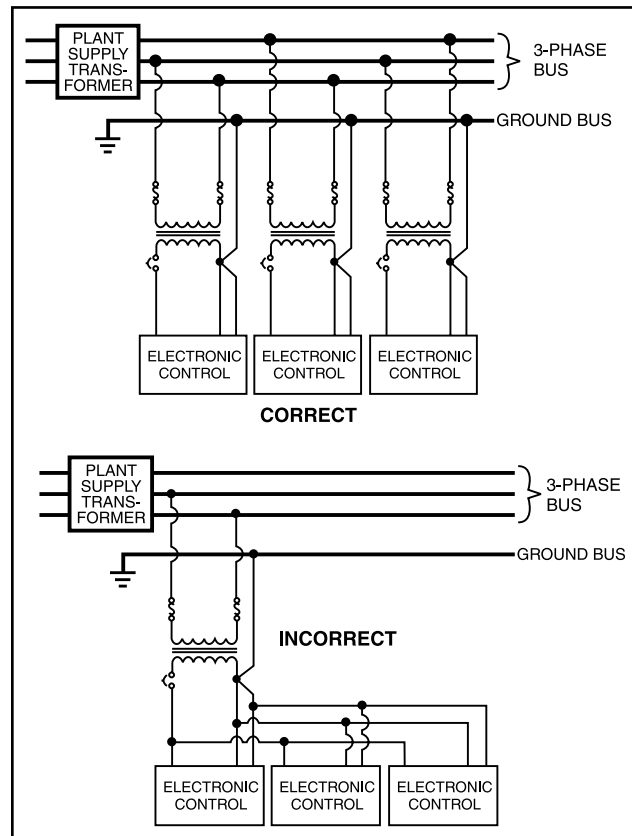 PLANT
SUPPLY
TRANS-
FORMER
3-PHASE
BUS
GROUND BUS
ELECTRONIC
CONTROL
ELECTRONIC
CONTROL
ELECTRONIC
CONTROL
CORRECT
PLANT
SUPPLY
TRANS-
FORMER
3-PHASE
BUS
GROUND BUS
INCORRECT
ELECTRONIC
CONTROL
ELECTRONIC
CONTROL
ELECTRONIC
CONTROL